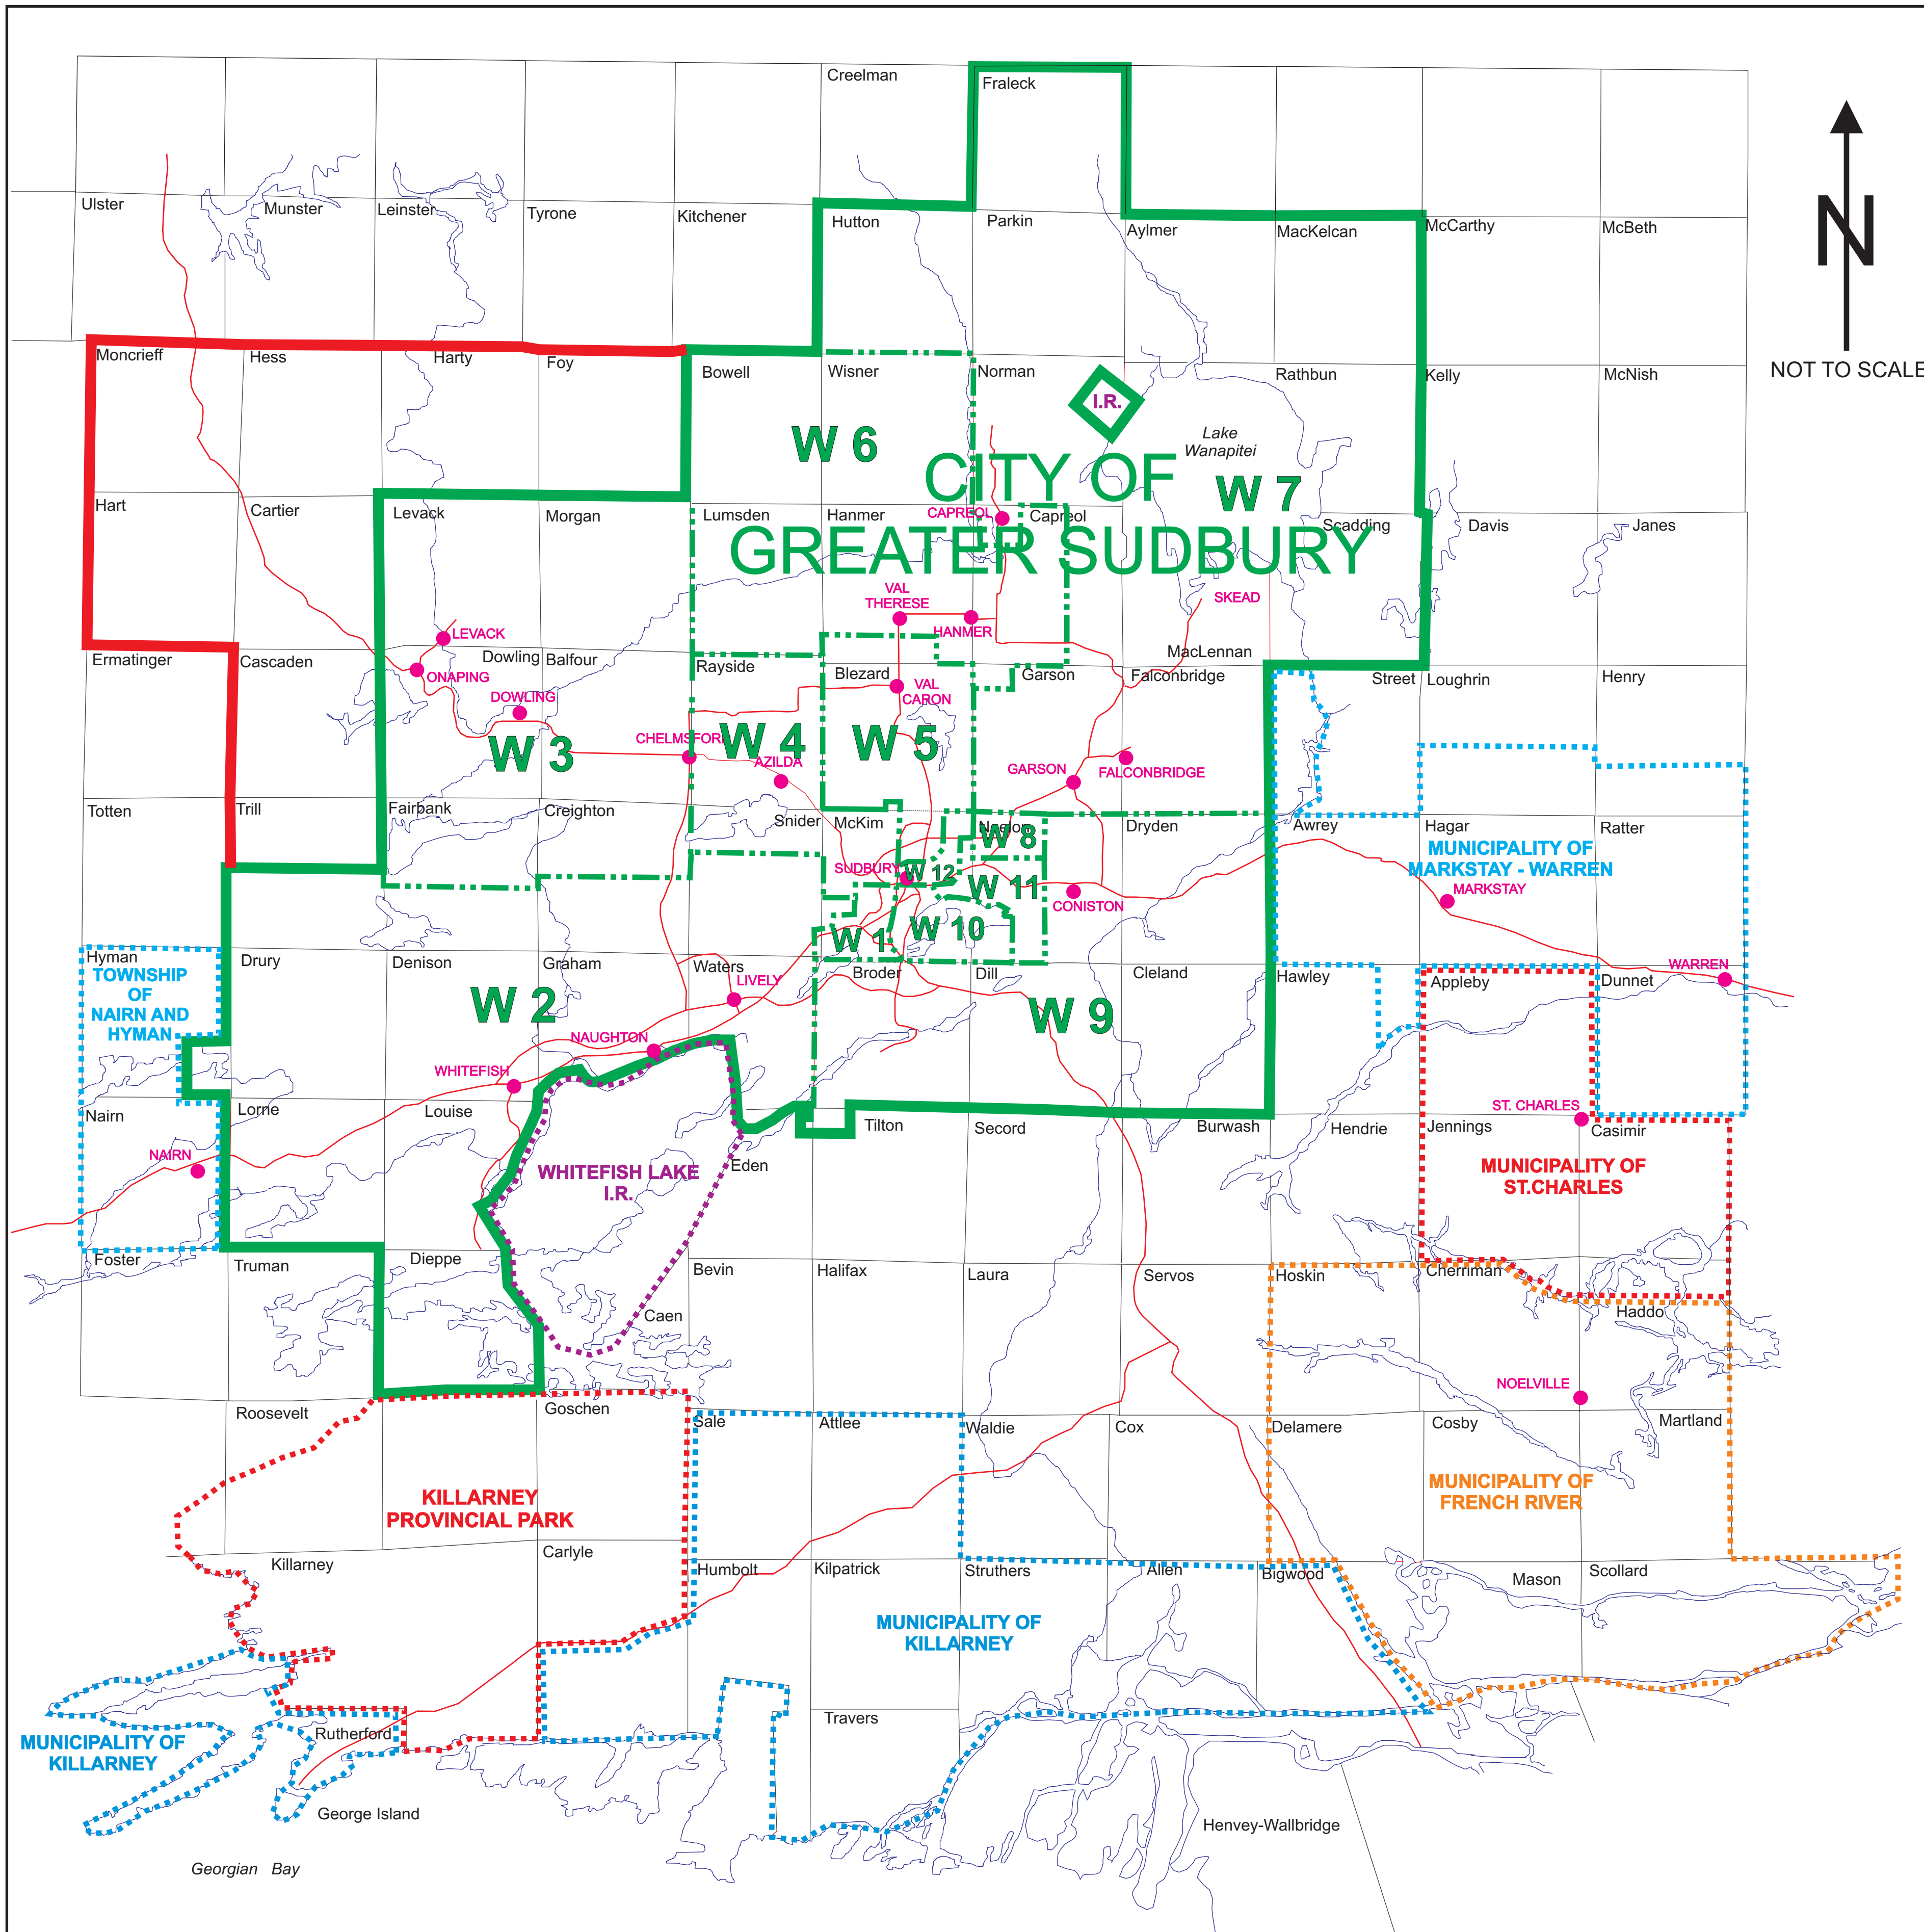 Creelman
Fraleck
Ulster
Munster
Leinster
Tyrone
Kitchener
Hutton
Parkin
Aylmer
MacKelcan
McCarthy
McBeth
N
NOT TO SCALE
Moncrieff
Hess
Harty
Foy
Bowell
Wisner
Norman
Rathbun
Kelly
McNish
I.R.
Lake
Wanapitei
W 6
CITY OF
GREATER SUDBURY
W 7
Hart
Cartier
Levack
Morgan
Lumsden
Hanmer
CAPREOL
Capreol
Scadding
Davis
Janes
VAL
THERESE
HANMER
SKEAD
LEVACK
ONAPING
DOWLING
Ermatinger
Cascaden
Dowling
Balfour
Rayside
Blezard
Garson
MacLennan
Falconbridge
Street
Loughrin
Henry
VAL
CARON
W 3
CHELMSFORD
W 4
AZILDA
W 5
GARSON
FALCONBRIDGE
Totten
Trill
Fairbank
Creighton
Snider
McKim
Neelon
W 8
Dryden
Awrey
Hagar
Ratter
MUNICIPALITY OF
MARKSTAY - WARREN
MARKSTAY
SUDBURY
W 12
W 11
CONISTON
W 1
W 10
Hyman
TOWNSHIP
OF
NAIRN AND
HYMAN
Drury
Denison
Graham
Waters
Broder
Dill
Cleland
Hawley
Appleby
Dunnet
WARREN
LIVELY
W 2
W 9
NAUGHTON
WHITEFISH
Nairn
Lorne
Louise
NAIRN
WHITEFISH LAKE
I.R.
Eden
Tilton
Secord
Burwash
Hendrie
Jennings
ST. CHARLES
Casimir
MUNICIPALITY OF
ST.CHARLES
Foster
Truman
Dieppe
Bevin
Halifax
Laura
Servos
Hoskin
Cherriman
Haddo
Caen
NOELVILLE
Roosevelt
Goschen
Sale
Attlee
Waldie
Cox
Delamere
Cosby
Martland
KILLARNEY
PROVINCIAL PARK
MUNICIPALITY OF
FRENCH RIVER
Killarney
Carlyle
Humbolt
Kilpatrick
Struthers
Allen
Bigwood
Mason
Scollard
MUNICIPALITY OF
KILLARNEY
Travers
Rutherford
MUNICIPALITY OF
KILLARNEY
George Island
Henvey-Wallbridge
Georgian Bay